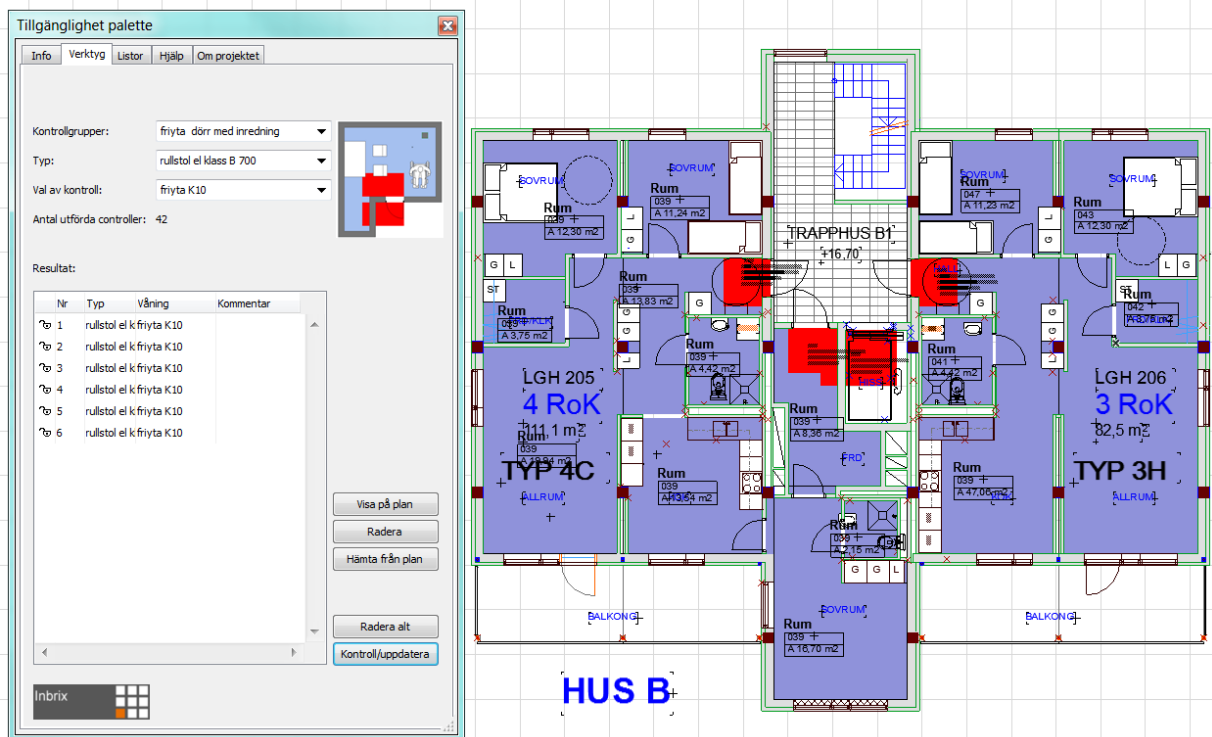 Tillgänglighet palette
Info Verktyg Listor Hjälp Om projektet
Kontrollgrupper: friyta dörr med inredning
Typ: rullstol el klass B 700
Val av kontroll: friyta K10
Antal utförda controller: 42
Resultat:
Nr Typ Våning Kommentar
1 rullstol el k friyta K10
2 rullstol el k friyta K10
3 rullstol el k friyta K10
4 rullstol el k friyta K10
5 rullstol el k friyta K10
6 rullstol el k friyta K10
Visa på plan
Radera
Hämta från plan
Radera alt
Kontroll/uppdatera
Inbrix
SOVRUM
Rum
039
A 12,30 m2
SOVRUM
Rum
039
A 11,24 m2
SOVRUM
Rum
047
A 11,23 m2
SOVRUM
043
A 12,30 m2
TRAPPHUS B1
+16,70
G L
L
G
L
G
L G
ST
Rum
039
A 13,83 m2
G
G
ST
Rum
042
Rum
A 3,75 m2
G
G
L
G
G
L
Rum
039
A 4,42 m2
Rum
041
A 4,42 m2
HISS
LGH 205
4 RoK
111,1 m2
LGH 206
3 RoK
82,5 m2
Rum
039
A 8,36 m2
FRD
Rum
039
TYP 4C
ALLRUM
Rum
039
A 13,54 m2
Rum
039
A 47,06 m2
TYP 3H
ALLRUM
Rum
039
A 2,15 m2
G G L
BALKONG
SOVRUM
Rum
039
A 16,70 m2
BALKONG
HUS B